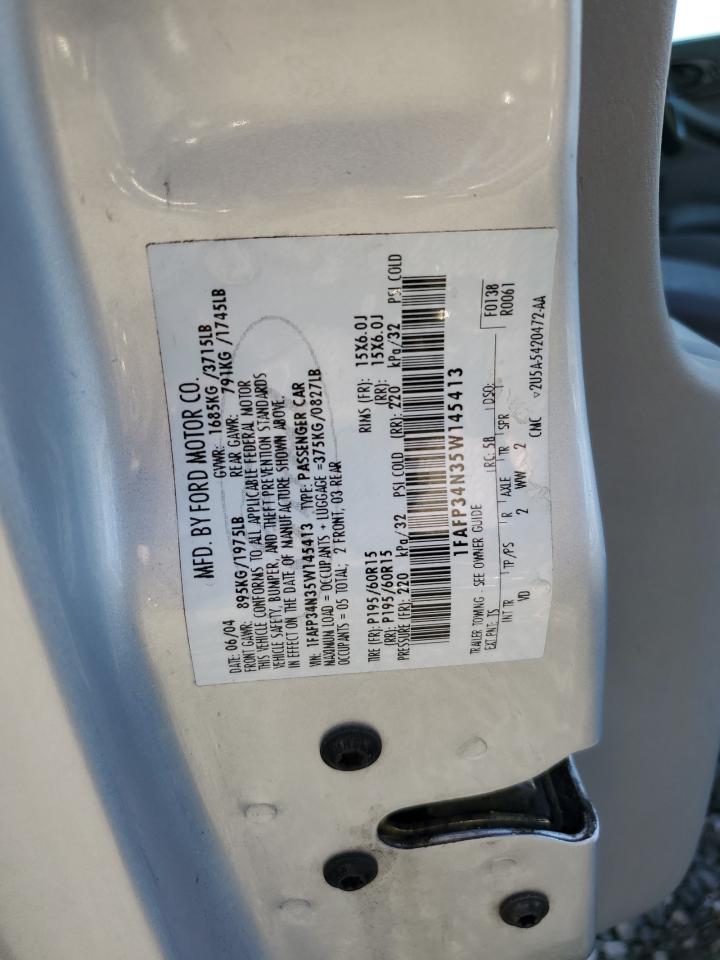 MFD. BY FORD MOTOR CO.
DATE: 06/04 GVWR: 1685KG /3715LB
FRONT GAWR: 895KG/1975LB REAR GAWR: 791KG /1745LB
THIS VEHICLE CONFORMS TO ALL APPLICABLE FEDERAL MOTOR
VEHICLE SAFETY, BUMPER, AND THEFT PREVENTION STANDARDS
IN EFFECT ON THE DATE OF MANUFACTURE SHOWN ABOVE.
VIN: 1FAFP34N35W145413 TYPE: PASSENGER CAR
MAXIMUM LOAD = OCCUPANTS + LUGGAGE =375KG/0827LB
OCCUPANTS = 05 TOTAL; 2 FRONT, 03 REAR
TIRE (FR): P195/60R15 RIMS (FR): 15X6.0J
(RR): P195/60R15 (RR): 15X6.0J
PRESSURE (FR): 220 kPa/32 PSI COLD (RR): 220 kPa/32 PSI COLD
1FAFP34N35W145413
TRAILER TOWING - SEE OWNER GUIDE F0138
EXT PNT: TS RC: 58 DSO: R0061
INT TR TP/PS R AXLE TR SPR
VD 2 WW 2 CMC v2U5A-5420472-AA